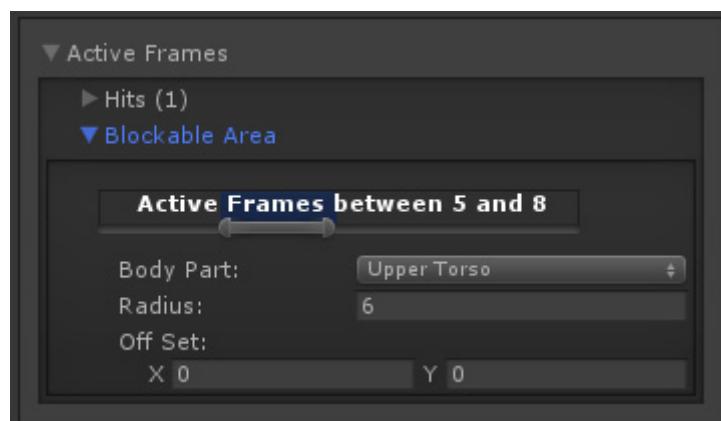 Active Frames
Hits (1)
Blockable Area
Active Frames between 5 and 8
Body Part: Upper Torso
Radius: 6
Off Set:
X 0 Y 0